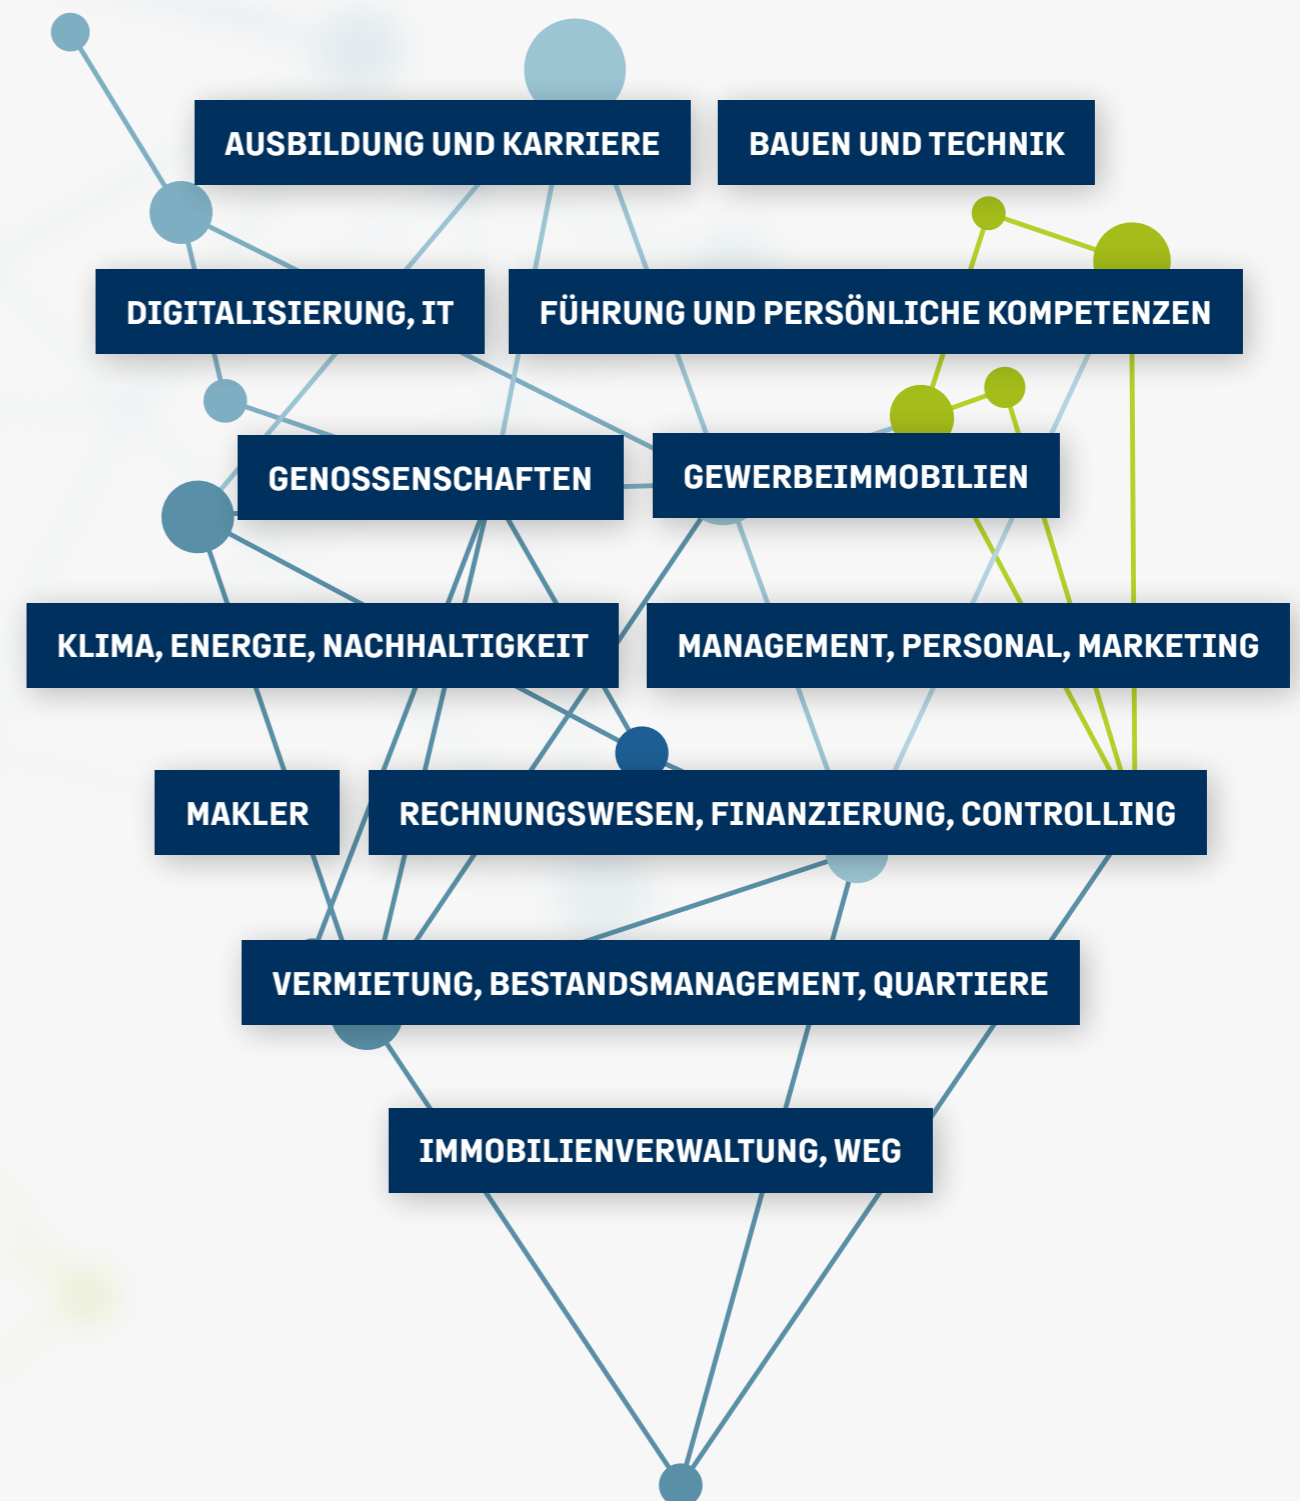 AUSBILDUNG UND KARRIERE
BAUEN UND TECHNIK
DIGITALISIERUNG, IT
FÜHRUNG UND PERSÖNLICHE KOMPETENZEN
GENOSSENSCHAFTEN
GEWERBEIMMOBILIEN
KLIMA, ENERGIE, NACHHALTIGKEIT
MANAGEMENT, PERSONAL, MARKETING
MAKLER
RECHNUNGSWESEN, FINANZIERUNG, CONTROLLING
VERMIETUNG, BESTANDSMANAGEMENT, QUARTIERE
IMMOBILIENVERWALTUNG, WEG